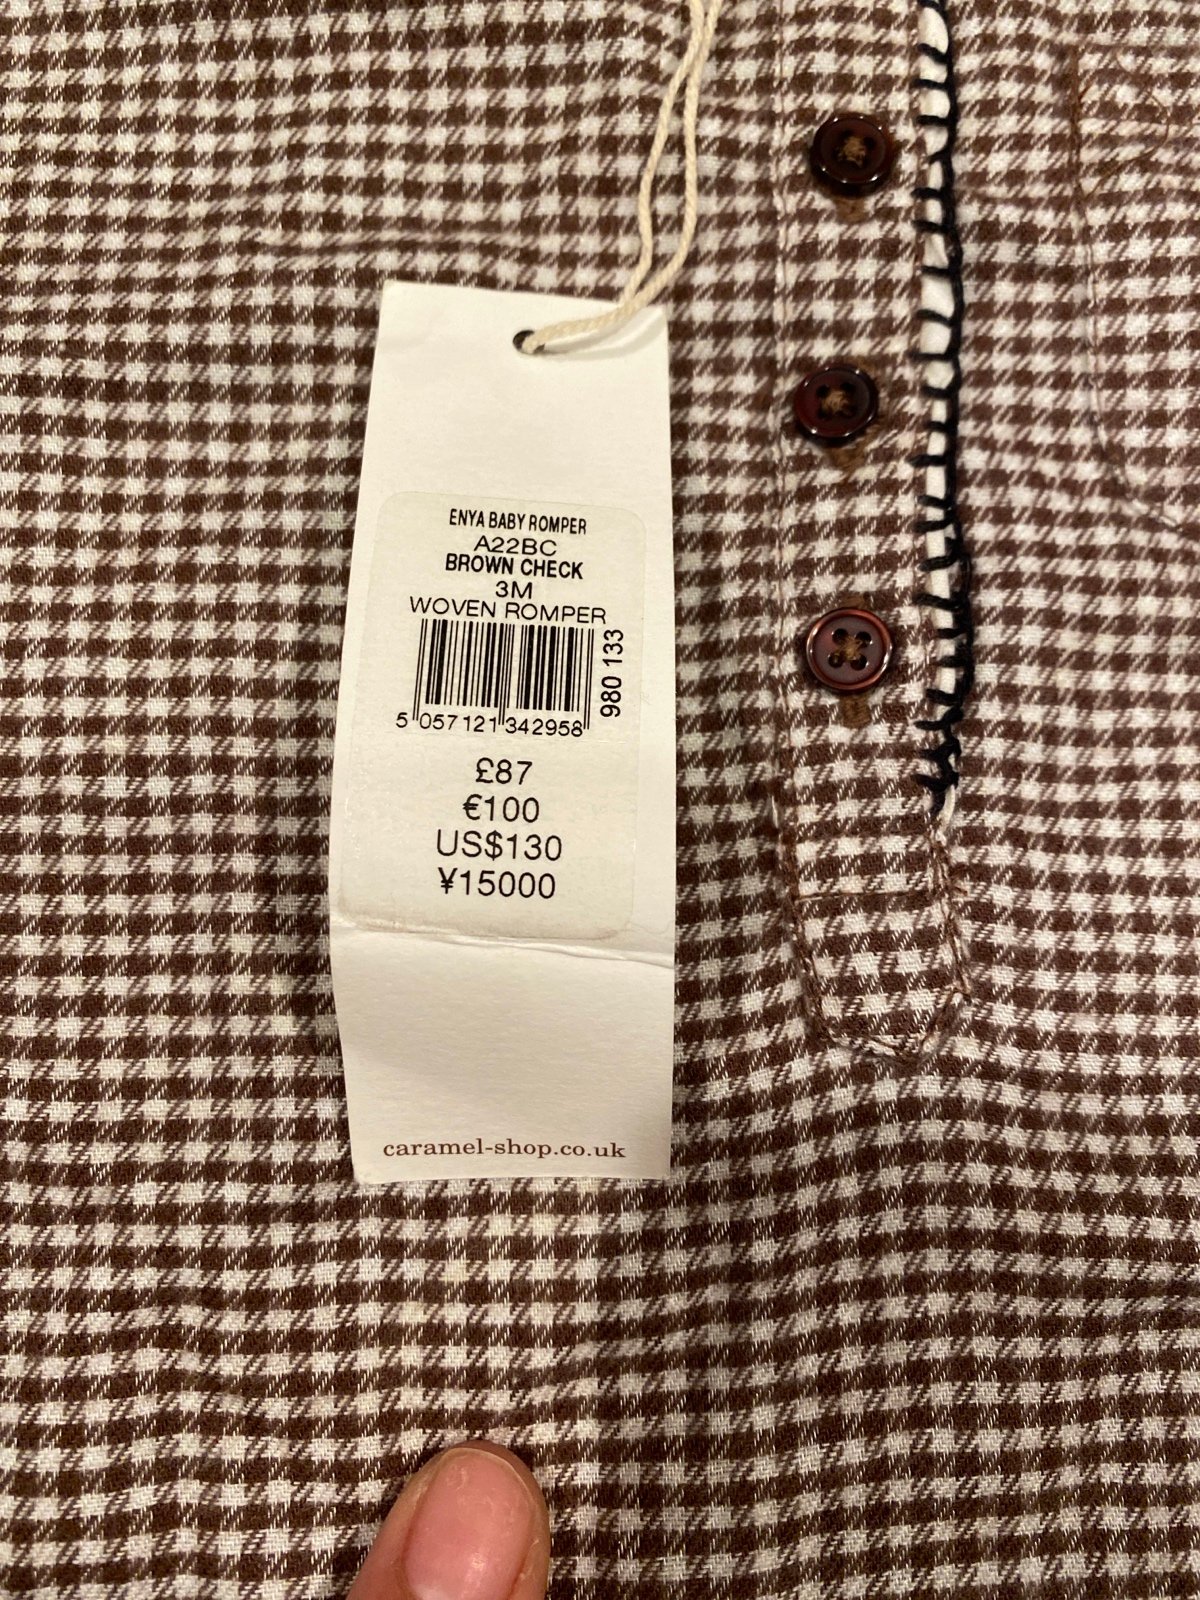 ENYA BABY ROMPER
A22BC
BROWN CHECK
3M
WOVEN ROMPER
980 133
5 057121 342958
£87
€100
US$130
¥15000
caramel-shop.co.uk